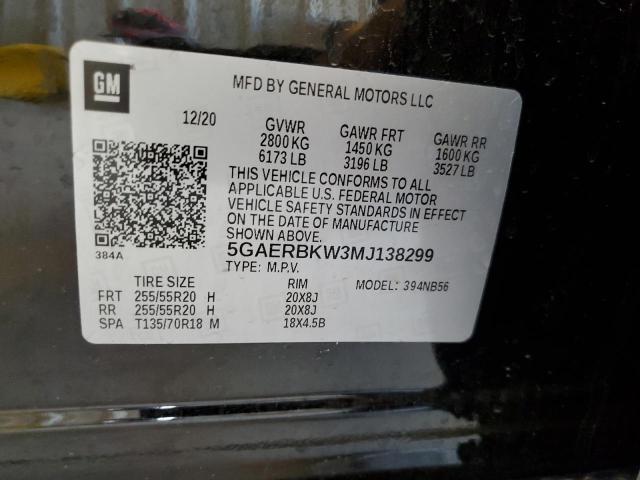 GM
MFD BY GENERAL MOTORS LLC
12/20 GVWR GAWR FRT GAWR RR
2800 KG 1450 KG 1600 KG
6173 LB 3196 LB 3527 LB
THIS VEHICLE CONFORMS TO ALL
APPLICABLE U.S. FEDERAL MOTOR
VEHICLE SAFETY STANDARDS IN EFFECT
ON THE DATE OF MANUFACTURE
SHOWN ABOVE.
384A
5GAERBKW3MJ138299
TYPE: M.P.V. MODEL: 394NB56
TIRE SIZE RIM
FRT 255/55R20 H 20X8J
RR 255/55R20 H 20X8J
SPA T135/70R18 M 18X4.5B